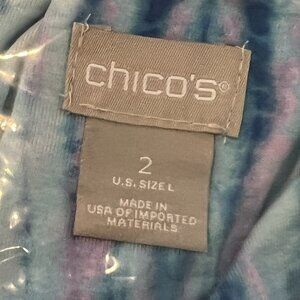 chico's®
2
U.S. SIZE L
MADE IN
USA OF IMPORTED
MATERIALS